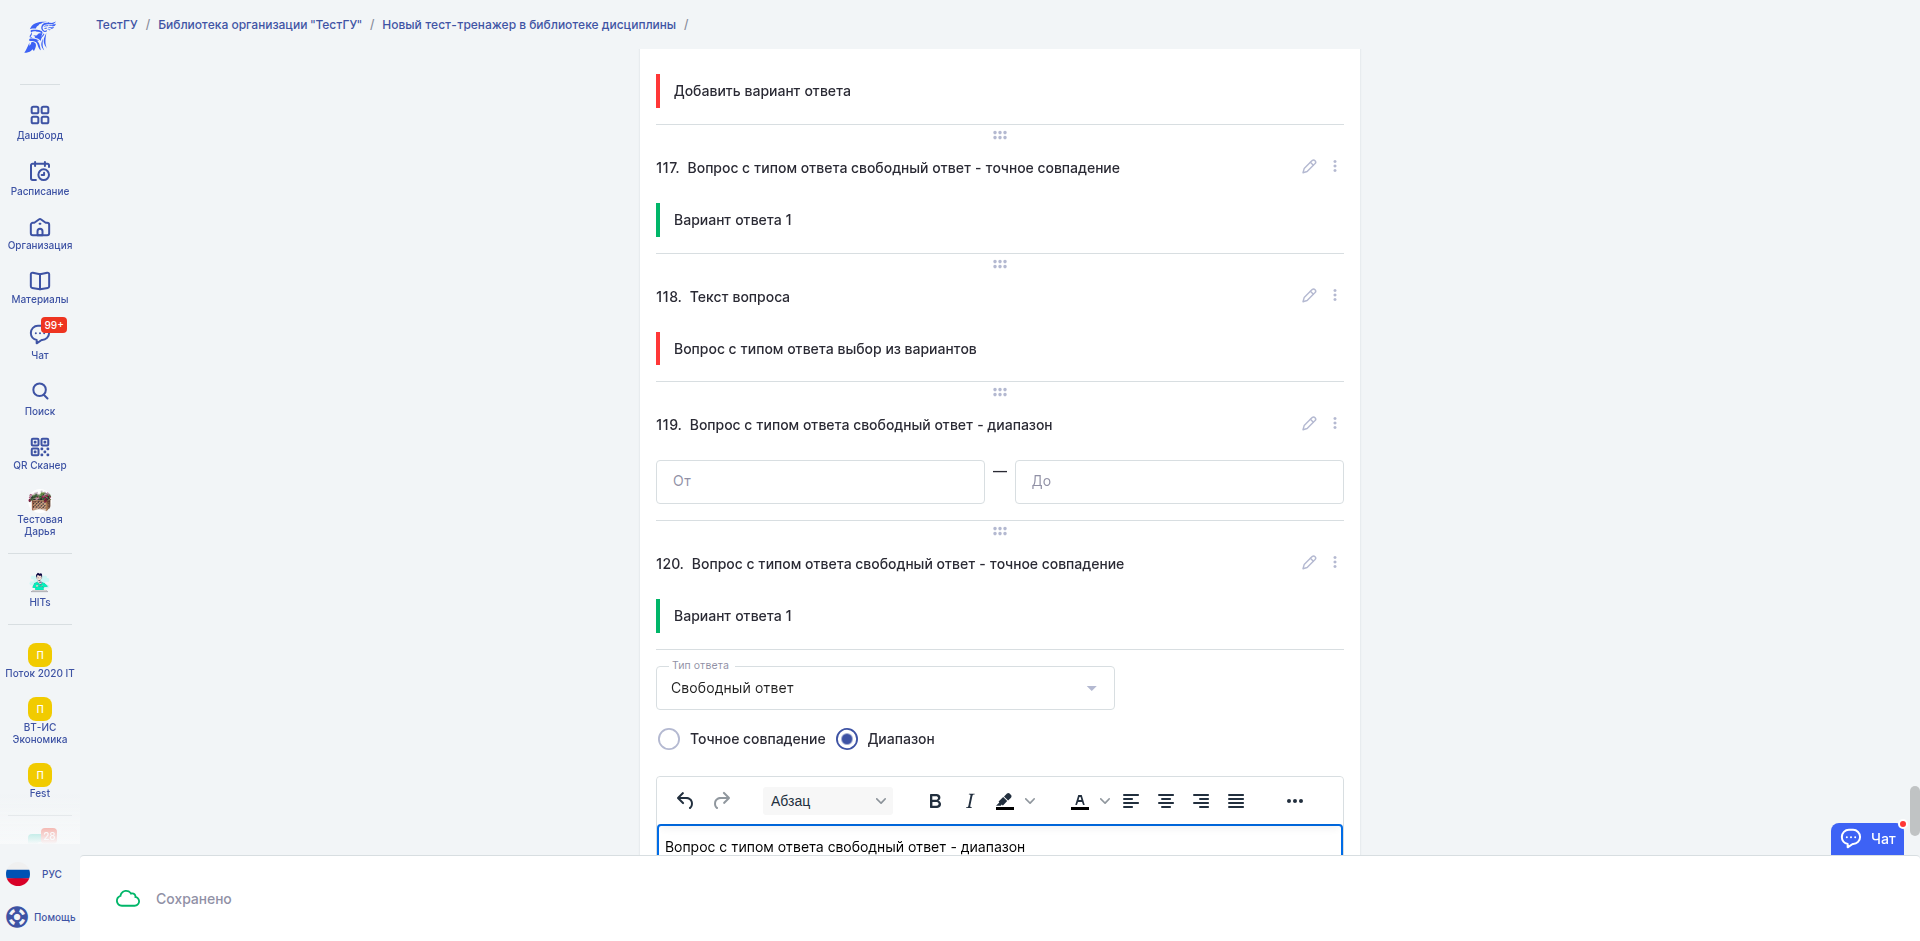 ТестГУ / Библиотека организации "ТестГУ" / Новый тест-тренажер в библиотеке дисциплины /
Дашборд
Расписание
Организация
Материалы
99+
Чат
Поиск
QR Сканер
Тестовая
Дарья
HITs
П
Поток 2020 IT
П
ВТ-ИС
Экономика
П
Fest
28
РУС
Помощь
Добавить вариант ответа
117. Вопрос с типом ответа свободный ответ - точное совпадение
Вариант ответа 1
118. Текст вопроса
Вопрос с типом ответа выбор из вариантов
119. Вопрос с типом ответа свободный ответ - диапазон
От — До
120. Вопрос с типом ответа свободный ответ - точное совпадение
Вариант ответа 1
Тип ответа
Свободный ответ
Точное совпадение Диапазон
Абзац B I A
Вопрос с типом ответа свободный ответ - диапазон
Чат
Сохранено